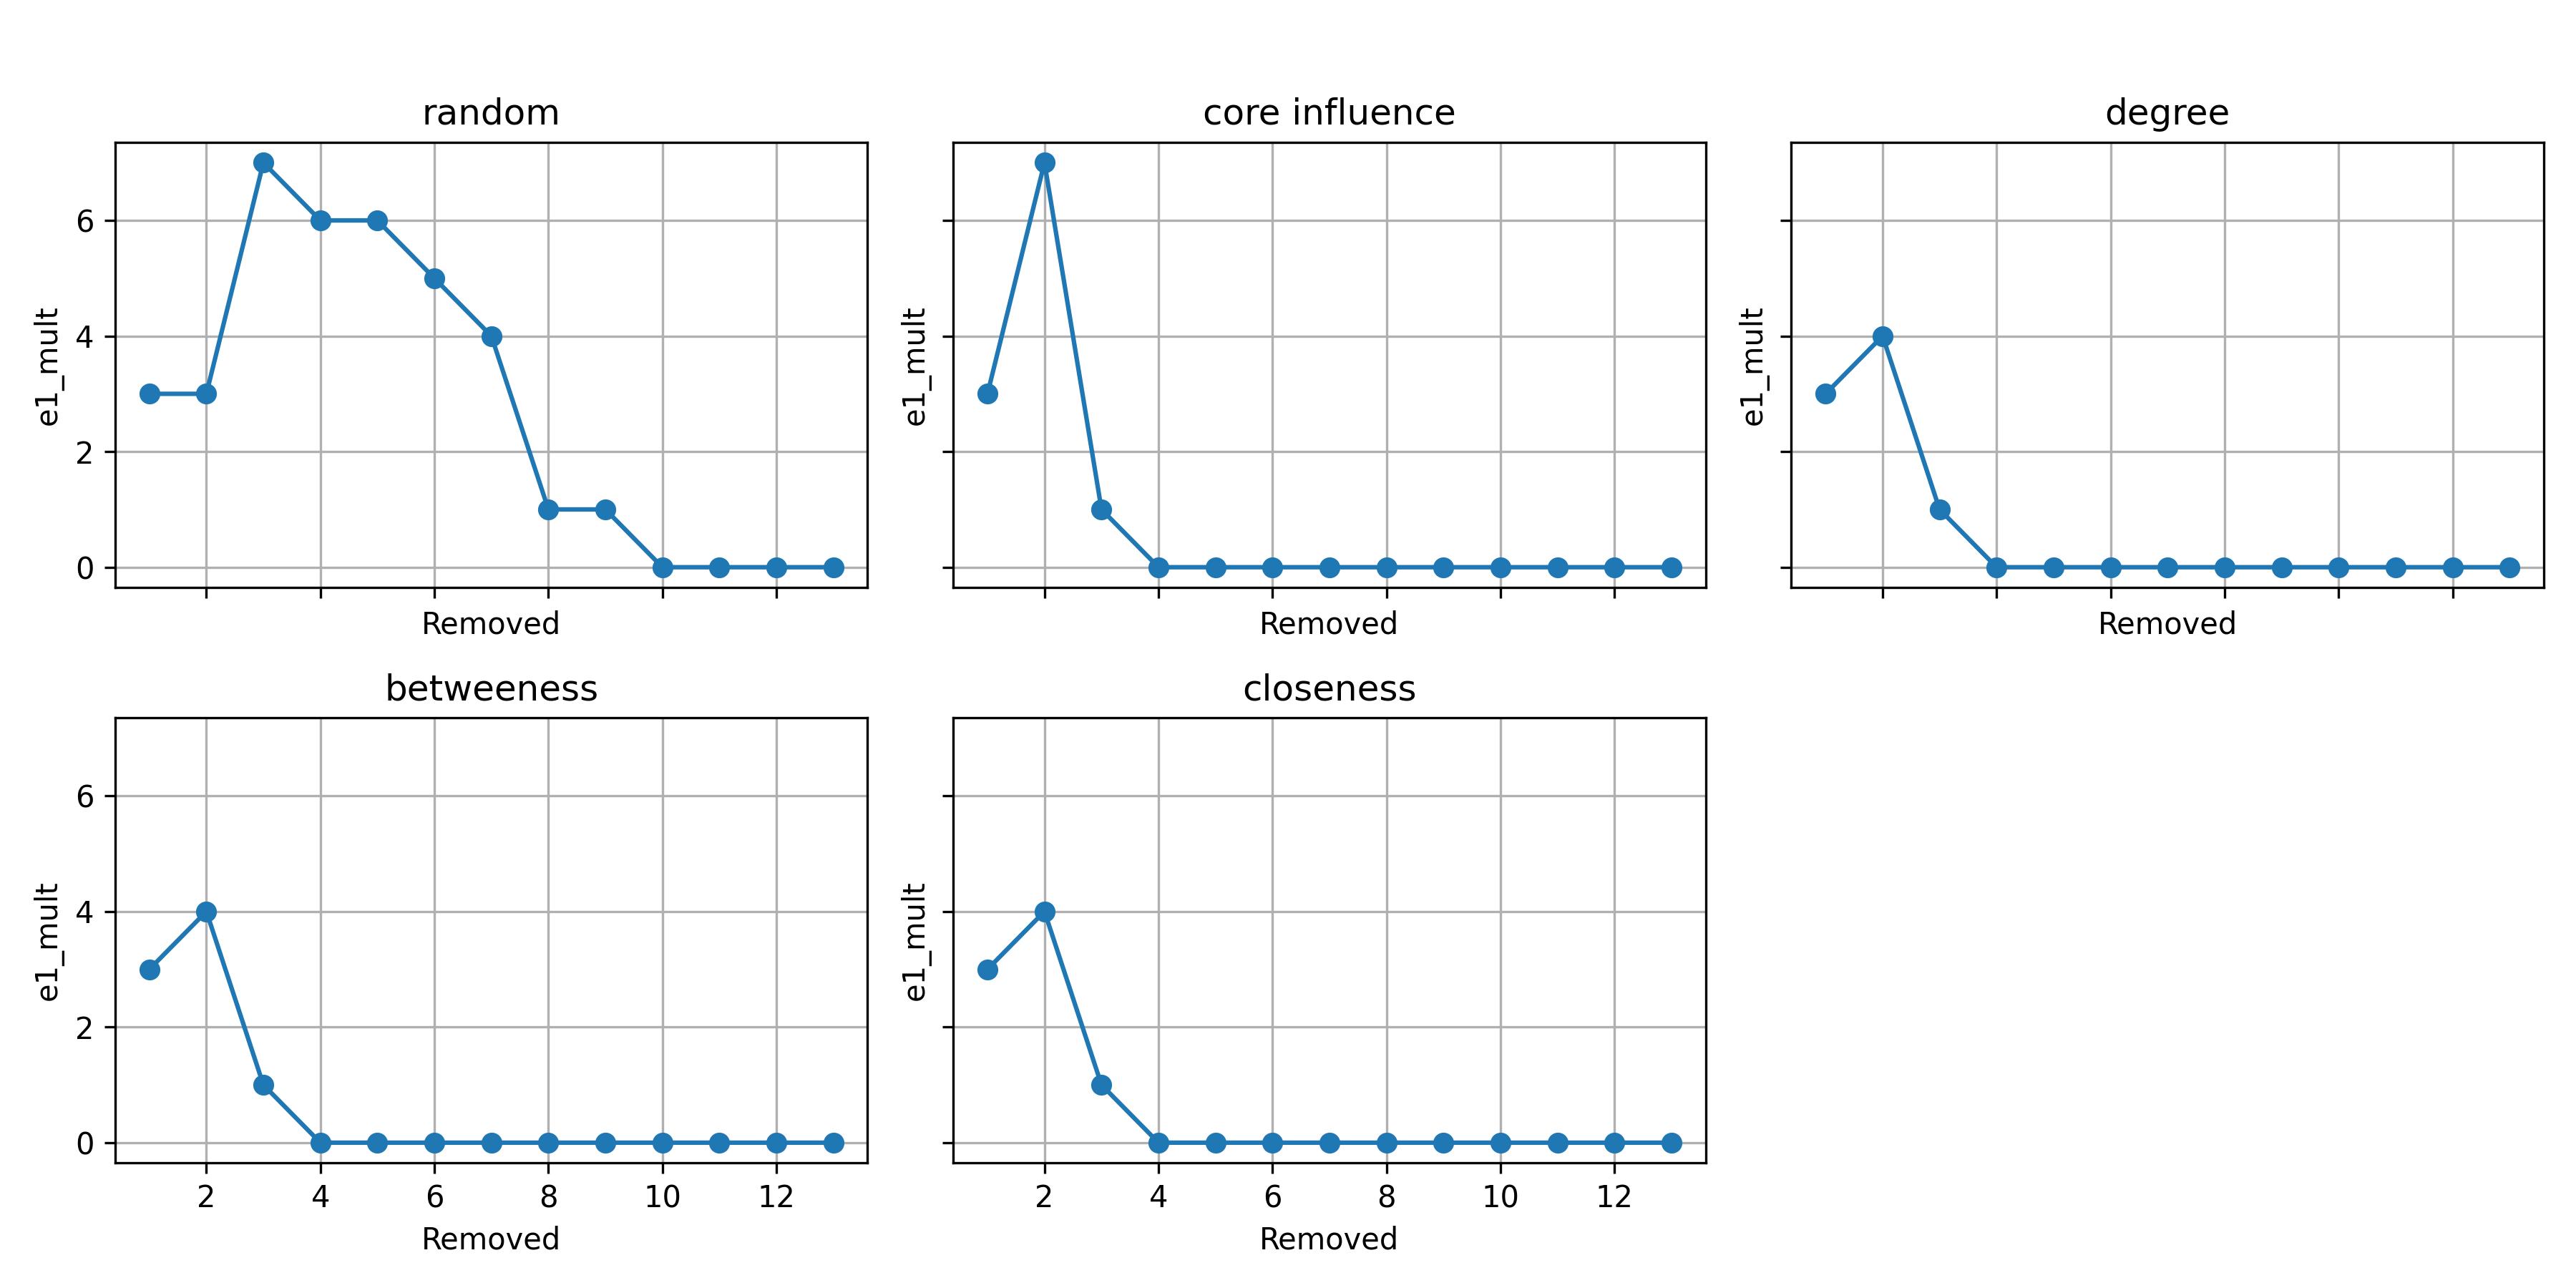 random
core influence
degree
e1_mult
6
4
2
0
Removed
e1_mult
Removed
e1_mult
Removed
betweeness
closeness
e1_mult
6
4
2
0
2 4 6 8 10 12
Removed
e1_mult
2 4 6 8 10 12
Removed